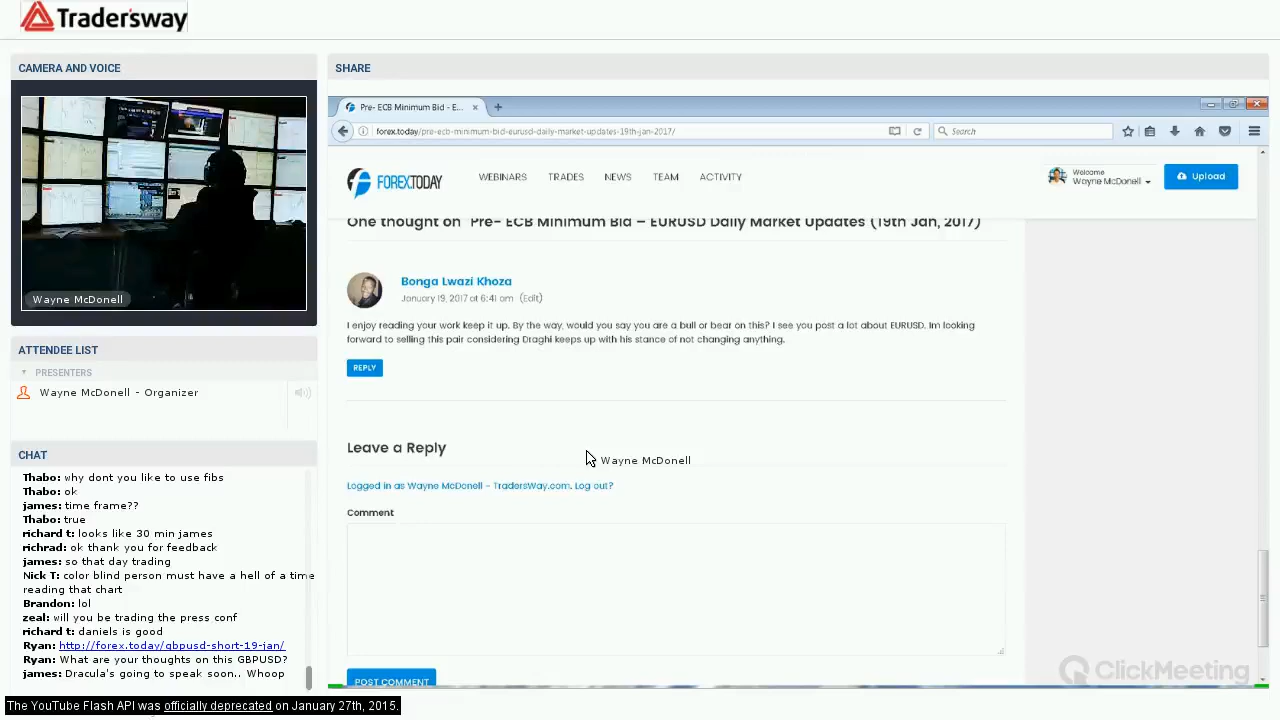 Tradersway
CAMERA AND VOICE
Wayne McDonell
ATTENDEE LIST
PRESENTERS
Wayne McDonell - Organizer
CHAT
Thabo: why dont you like to use fibs
Thabo: ok
james: time frame??
Thabo: true
richard t: looks like 30 min james
richrad: ok thank you for feedback
james: so that day trading
Nick T: color blind person must have a hell of a time
reading that chart
Brandon: lol
zeal: will you be trading the press conf
richard t: daniels is good
Ryan: http://forex.today/gbpusd-short-19-jan/
Ryan: What are your thoughts on this GBPUSD?
james: Dracula's going to speak soon.. Whoop
The YouTube Flash API was officially deprecated on January 27th, 2015.
SHARE
Pre- ECB Minimum Bid - E...
forex.today/pre-ecb-minimum-bid-eurusd-daily-market-updates-19th-jan-2017/
Search
FOREX.TODAY
WEBINARS TRADES NEWS TEAM ACTIVITY
Welcome
Wayne McDonell
Upload
One thought on "Pre- ECB Minimum Bid – EURUSD Daily Market Updates (19th Jan, 2017)
Bonga Lwazi Khoza
January 19, 2017 at 6:41 am (Edit)
I enjoy reading your work keep it up. By the way, would you say you are a bull or bear on this? I see you post a lot about EURUSD. Im looking
forward to selling this pair considering Draghi keeps up with his stance of not changing anything.
REPLY
Leave a Reply
Wayne McDonell
Logged in as Wayne McDonell - TradersWay.com. Log out?
Comment
POST COMMENT
ClickMeeting